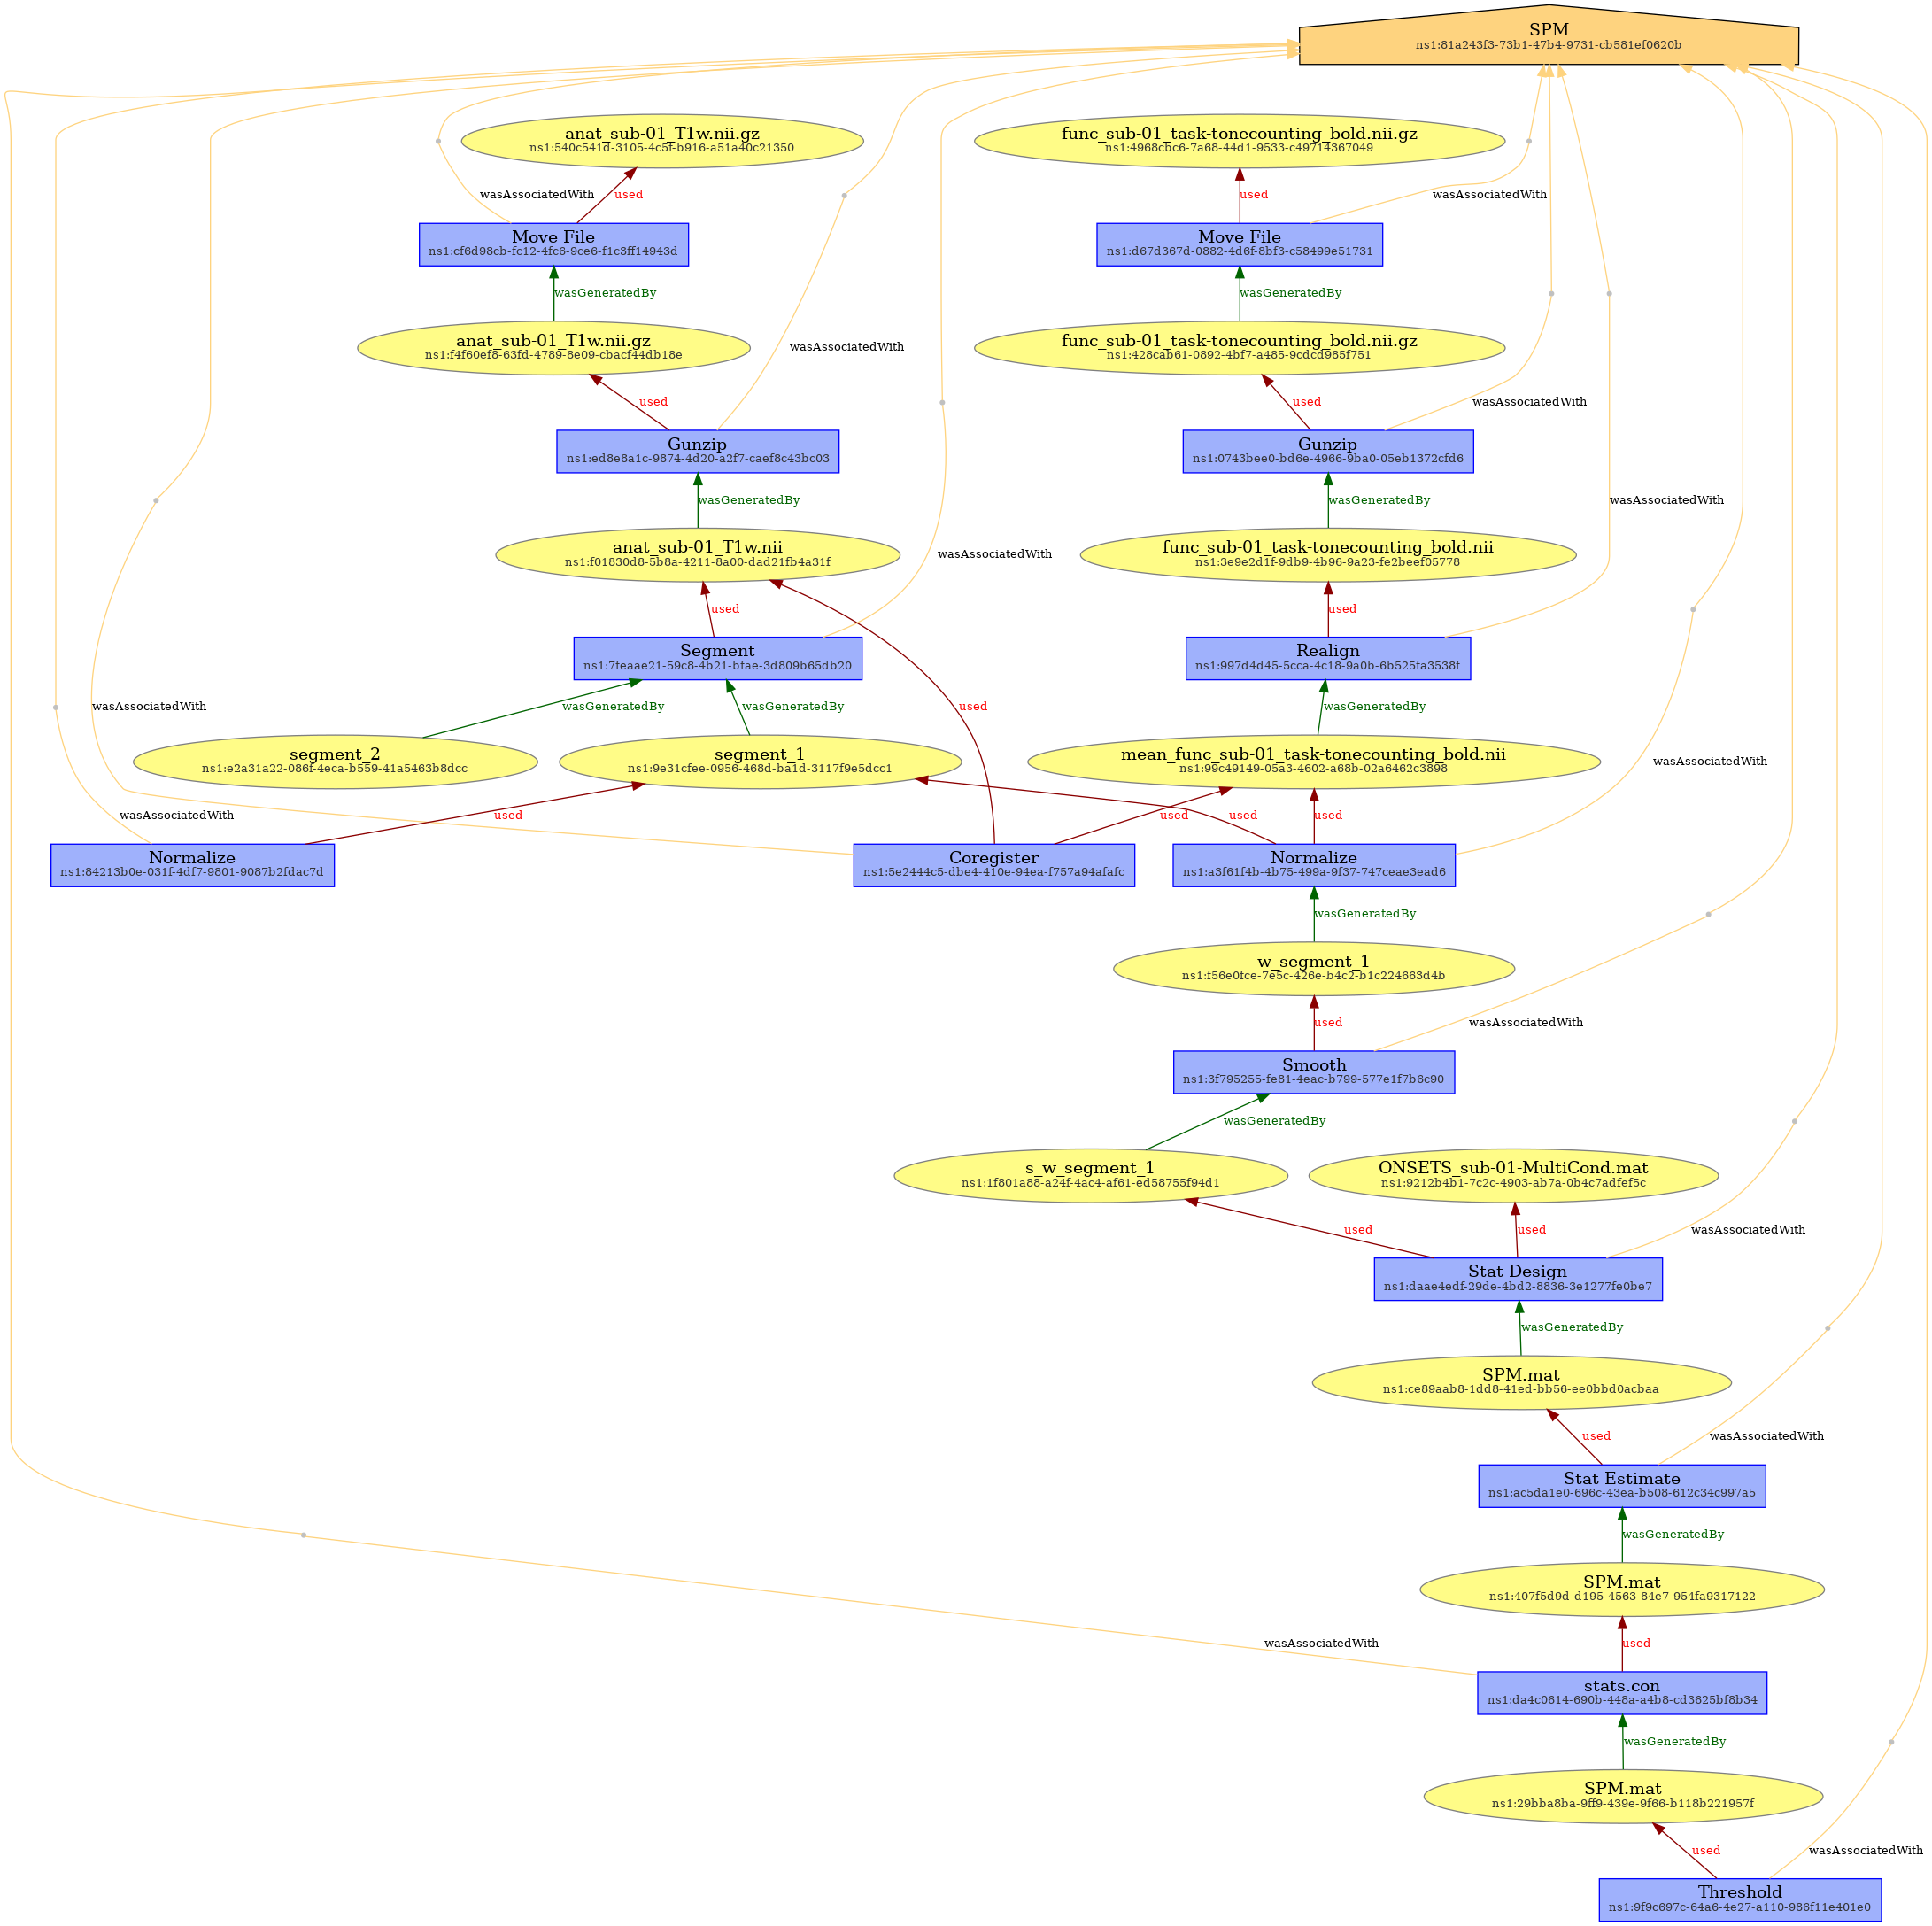 SPM
ns1:81a243f3-73b1-47b4-9731-cb581ef0620b
anat_sub-01_T1w.nii.gz
ns1:540c541d-3105-4c5f-b916-a51a40c21350
func_sub-01_task-tonecounting_bold.nii.gz
ns1:4968cbc6-7a68-44d1-9533-c49714367049
wasAssociatedWith
used
used
wasAssociatedWith
Move File
ns1:cf6d98cb-fc12-4fc6-9ce6-f1c3ff14943d
Move File
ns1:d67d367d-0882-4d6f-8bf3-c58499e51731
wasGeneratedBy
wasGeneratedBy
anat_sub-01_T1w.nii.gz
ns1:f4f60ef8-63fd-4789-8e09-cbacf44db18e
wasAssociatedWith
func_sub-01_task-tonecounting_bold.nii.gz
ns1:428cab61-0892-4bf7-a485-9cdcd985f751
used
used
wasAssociatedWith
Gunzip
ns1:ed8e8a1c-9874-4d20-a2f7-caef8c43bc03
Gunzip
ns1:0743bee0-bd6e-4966-9ba0-05eb1372cfd6
wasGeneratedBy
wasGeneratedBy
wasAssociatedWith
anat_sub-01_T1w.nii
ns1:f01830d8-5b8a-4211-8a00-dad21fb4a31f
wasAssociatedWith
func_sub-01_task-tonecounting_bold.nii
ns1:3e9e2d1f-9db9-4b96-9a23-fe2beef05778
used
used
Segment
ns1:7feaae21-59c8-4b21-bfae-3d809b65db20
Realign
ns1:997d4d45-5cca-4c18-9a0b-6b525fa3538f
wasAssociatedWith
wasGeneratedBy
wasGeneratedBy
used
wasGeneratedBy
segment_2
ns1:e2a31a22-086f-4eca-b559-41a5463b8dcc
segment_1
ns1:9e31cfee-0956-468d-ba1d-3117f9e5dcc1
mean_func_sub-01_task-tonecounting_bold.nii
ns1:99c49149-05a3-4602-a68b-02a6462c3898
wasAssociatedWith
wasAssociatedWith
used
used
used
used
Normalize
ns1:84213b0e-031f-4df7-9801-9087b2fdac7d
Coregister
ns1:5e2444c5-dbe4-410e-94ea-f757a94afafc
Normalize
ns1:a3f61f4b-4b75-499a-9f37-747ceae3ead6
wasGeneratedBy
w_segment_1
ns1:f56e0fce-7e5c-426e-b4c2-b1c224663d4b
used
wasAssociatedWith
Smooth
ns1:3f795255-fe81-4eac-b799-577e1f7b6c90
wasGeneratedBy
s_w_segment_1
ns1:1f801a88-a24f-4ac4-af61-ed58755f94d1
ONSETS_sub-01-MultiCond.mat
ns1:9212b4b1-7c2c-4903-ab7a-0b4c7adfef5c
used
used
wasAssociatedWith
Stat Design
ns1:daae4edf-29de-4bd2-8836-3e1277fe0be7
wasGeneratedBy
SPM.mat
ns1:ce89aab8-1dd8-41ed-bb56-ee0bbd0acbaa
used
wasAssociatedWith
Stat Estimate
ns1:ac5da1e0-696c-43ea-b508-612c34c997a5
wasGeneratedBy
SPM.mat
ns1:407f5d9d-d195-4563-84e7-954fa9317122
wasAssociatedWith
used
stats.con
ns1:da4c0614-690b-448a-a4b8-cd3625bf8b34
wasGeneratedBy
SPM.mat
ns1:29bba8ba-9ff9-439e-9f66-b118b221957f
used
wasAssociatedWith
Threshold
ns1:9f9c697c-64a6-4e27-a110-986f11e401e0